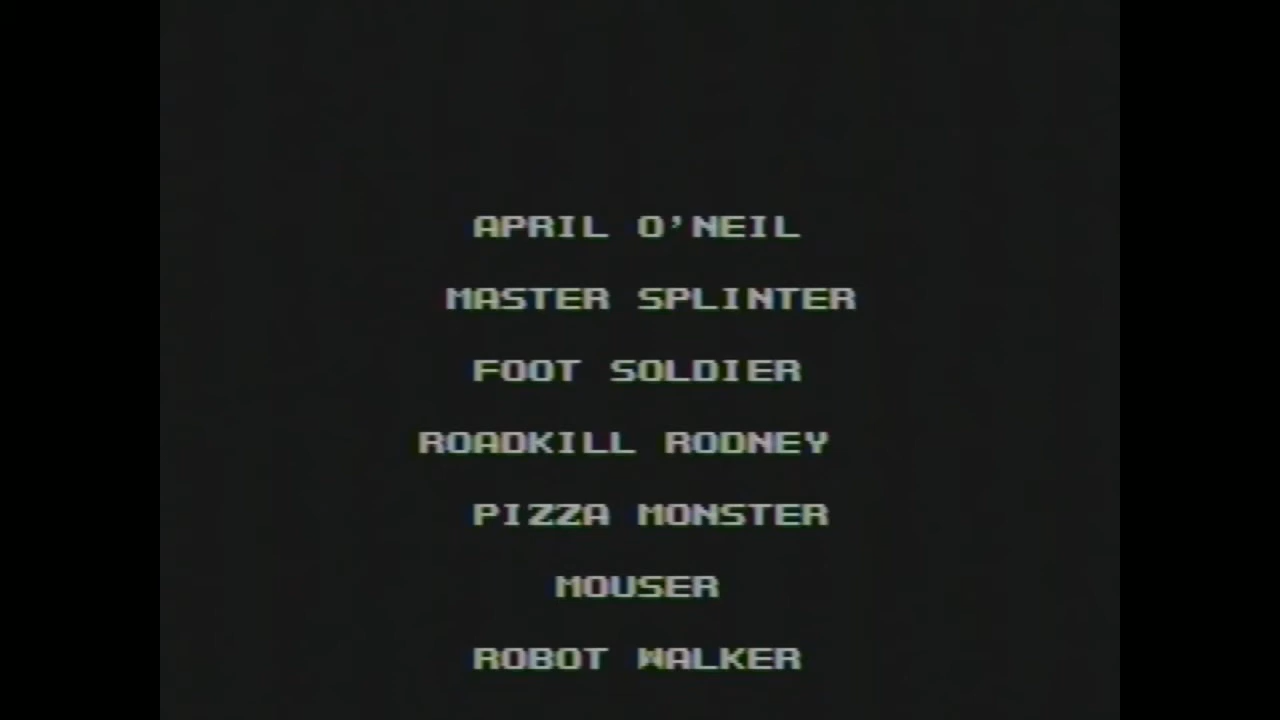 APRIL O'NEIL
MASTER SPLINTER
FOOT SOLDIER
ROADKILL RODNEY
PIZZA MONSTER
MOUSER
ROBOT WALKER